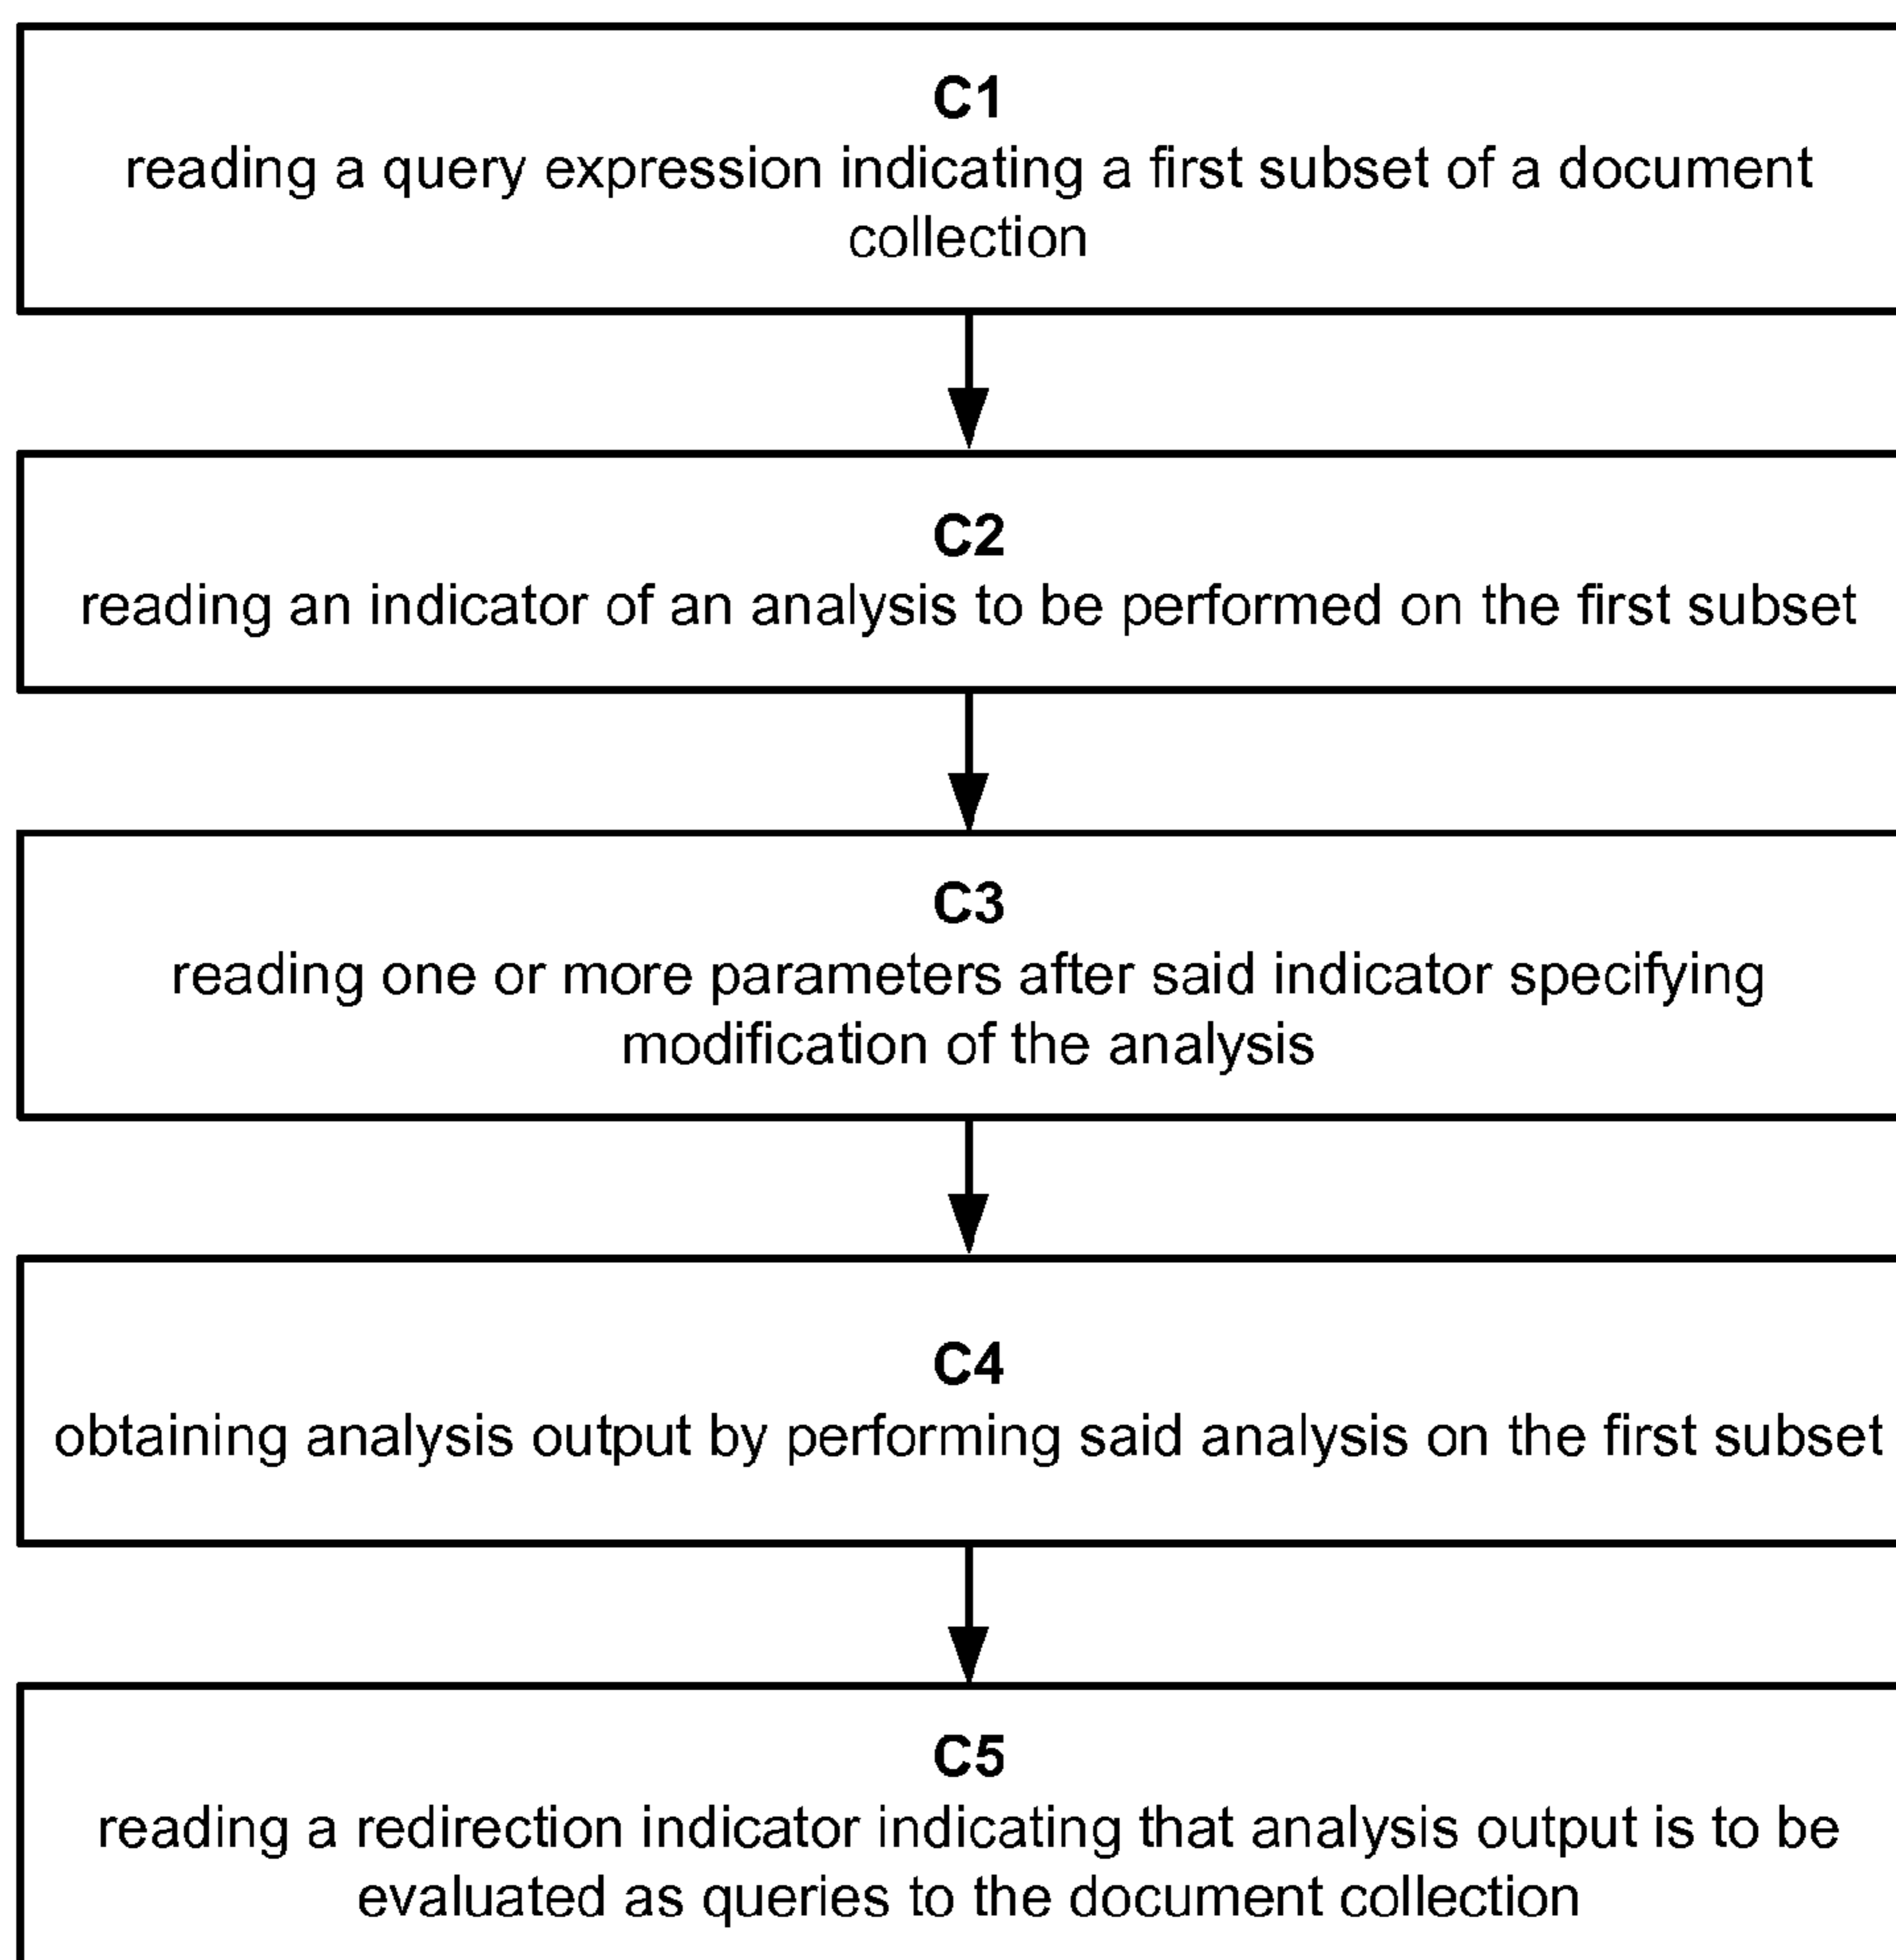 C1
reading a query expression indicating a first subset of a document
collection
C2
reading an indicator of an analysis to be performed on the first subset
C3
reading one or more parameters after said indicator specifying
modification of the analysis
C4
obtaining analysis output by performing said analysis on the first subset
C5
reading a redirection indicator indicating that analysis output is to be
evaluated as queries to the document collection